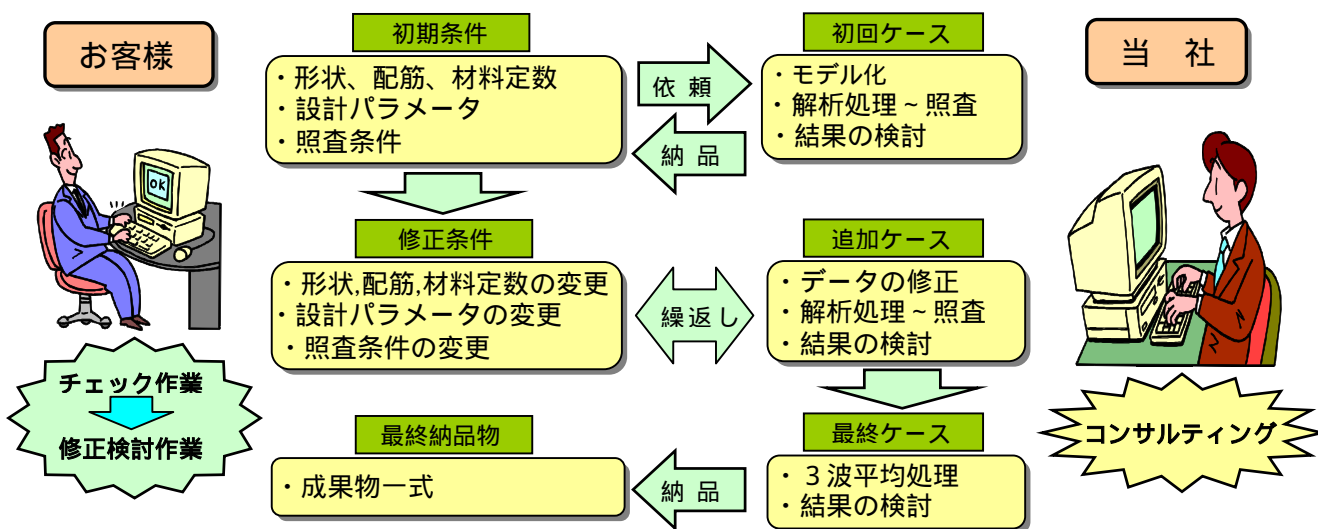 お客様
初期条件
・形状、配筋、材料定数
・設計パラメータ
・照査条件
依頼
納品
初回ケース
・モデル化
・解析処理~照査
・結果の検討
当 社
OK
修正条件
・形状,配筋,材料定数の変更
・設計パラメータの変更
・照査条件の変更
繰返し
追加ケース
・データの修正
・解析処理~照査
・結果の検討
チェック作業
修正検討作業
最終納品物
・成果物一式
納品
最終ケース
・3波平均処理
・結果の検討
コンサルティング